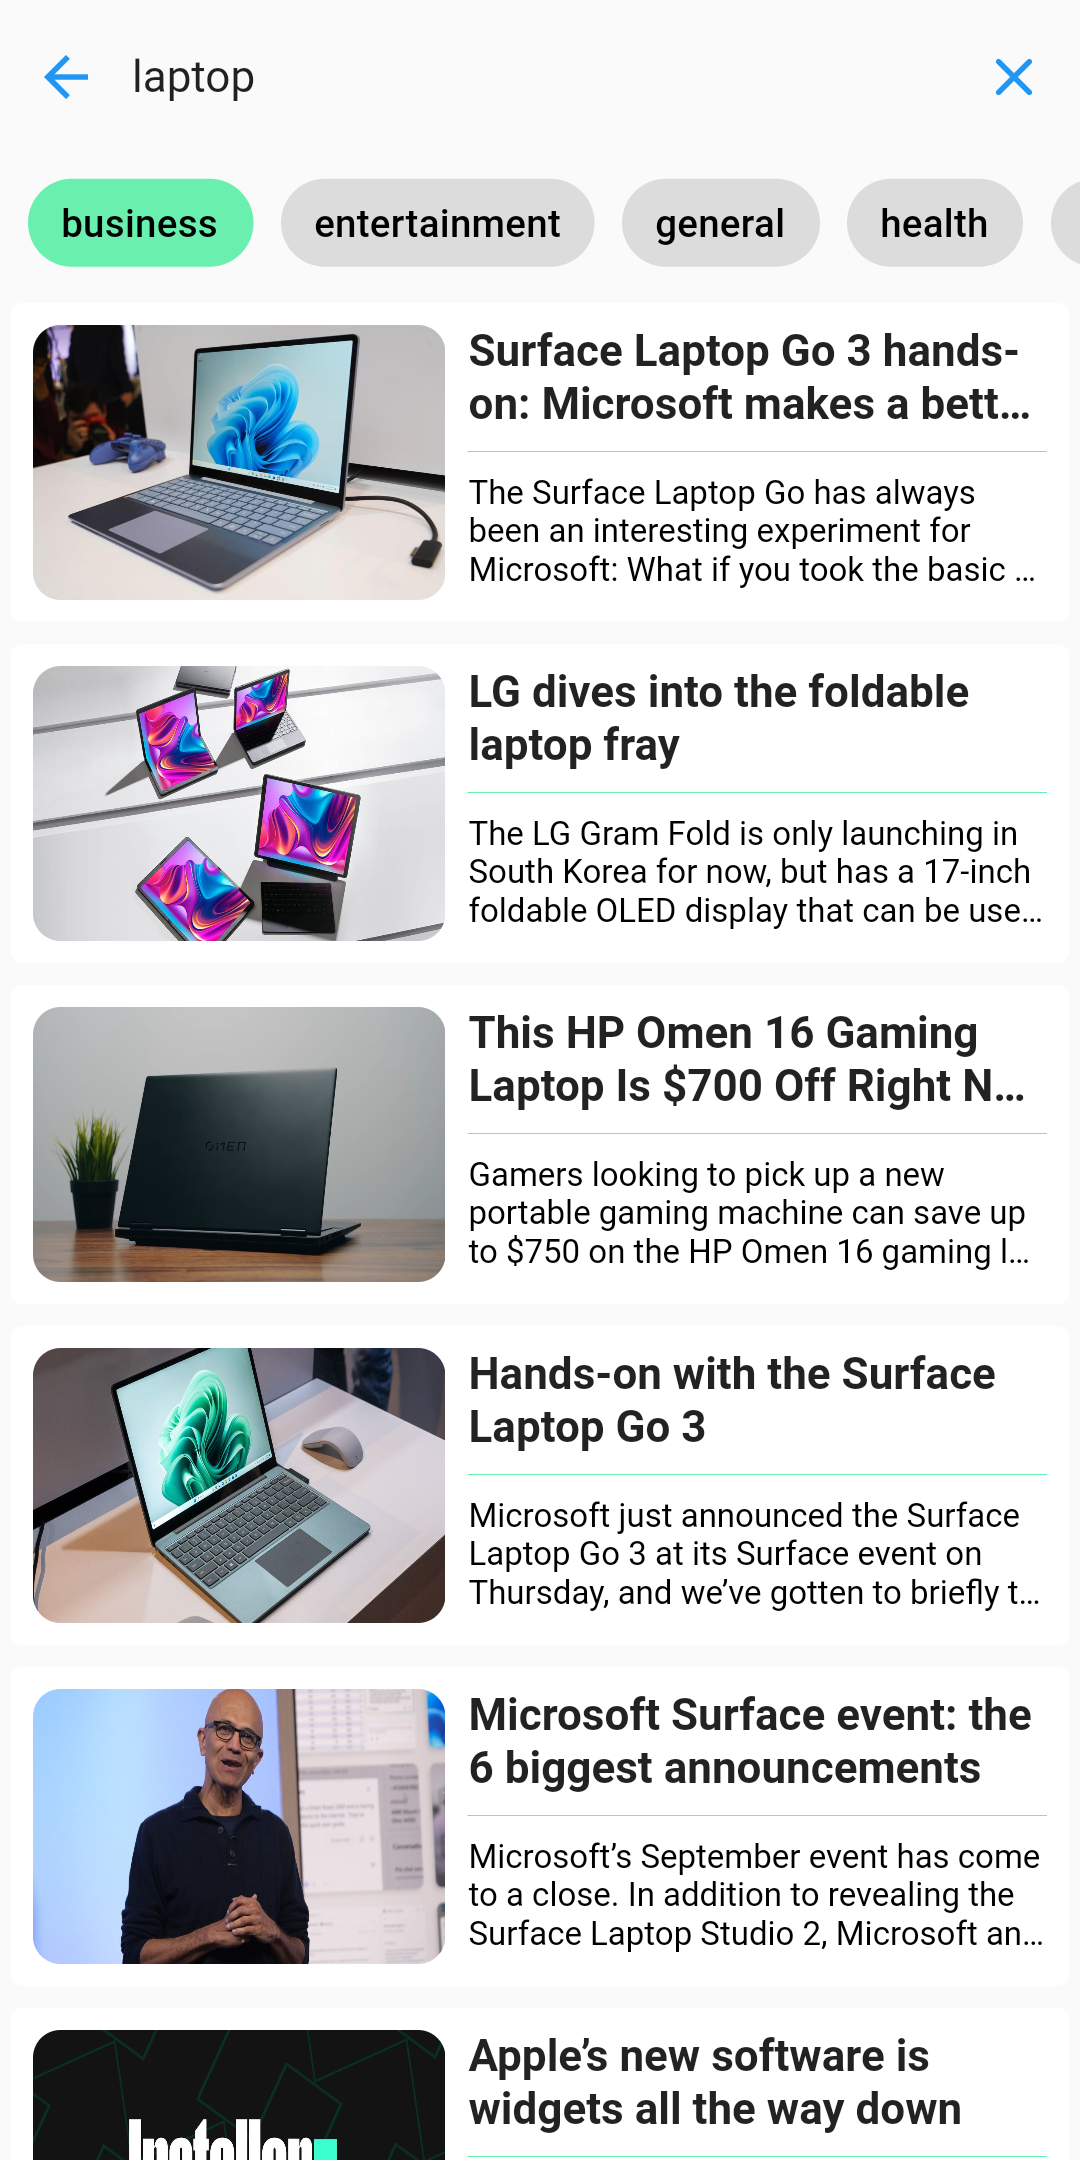 laptop
business
entertainment
general
health
Surface Laptop Go 3 hands-
on: Microsoft makes a bett…
The Surface Laptop Go has always
been an interesting experiment for
Microsoft: What if you took the basic …
LG dives into the foldable
laptop fray
The LG Gram Fold is only launching in
South Korea for now, but has a 17-inch
foldable OLED display that can be use…
OMEN
This HP Omen 16 Gaming
Laptop Is $700 Off Right N…
Gamers looking to pick up a new
portable gaming machine can save up
to $750 on the HP Omen 16 gaming l…
Hands-on with the Surface
Laptop Go 3
Microsoft just announced the Surface
Laptop Go 3 at its Surface event on
Thursday, and we’ve gotten to briefly t…
Microsoft Surface event: the
6 biggest announcements
Microsoft’s September event has come
to a close. In addition to revealing the
Surface Laptop Studio 2, Microsoft an…
Installer
Apple’s new software is
widgets all the way down